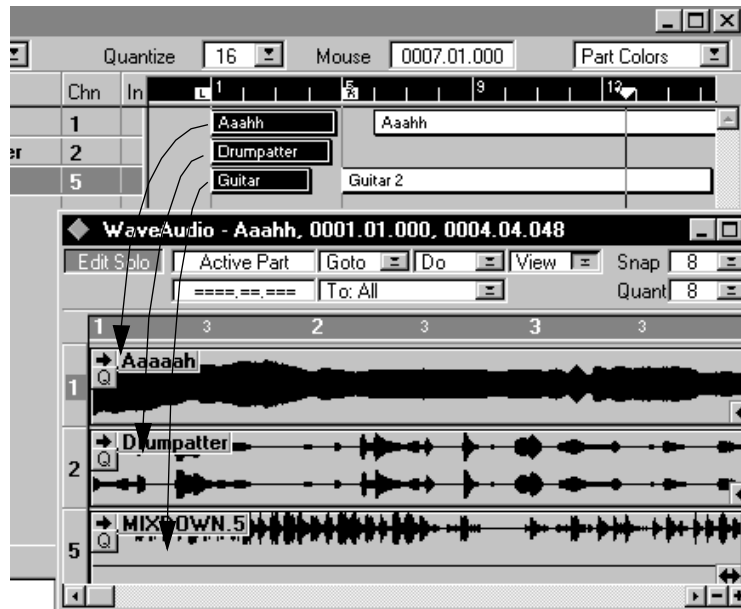 Quantize 16 Mouse 0007.01.000 Part Colors
Chn In L 1 5 9 13
1 Aaahh Aaahh
er 2 Drumpatter
5 Guitar Guitar 2
WaveAudio - Aaahh, 0001.01.000, 0004.04.048
Edit Solo Active Part Goto Do View Snap 8
====.==.=== To: All Quant 8
1 3 2 3 3 3
1 Aaaaah
Q
2 Drumpatter
Q
5 MIXDOWN.5
Q